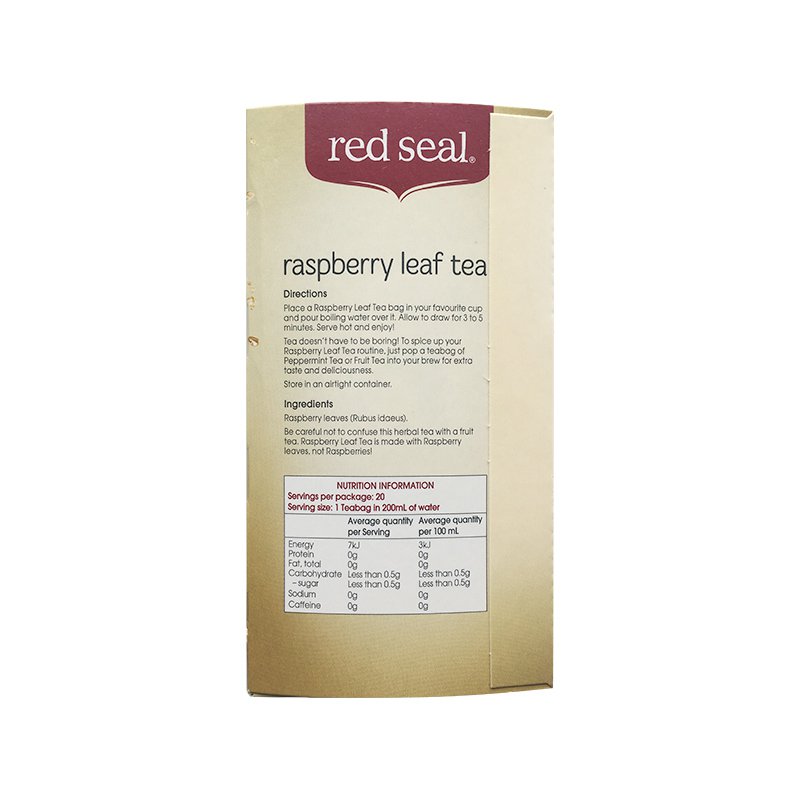 red seal®
raspberry leaf tea
Directions
Place a Raspberry Leaf Tea bag in your favourite cup
and pour boiling water over it. Allow to draw for 3 to 5
minutes. Serve hot and enjoy!
Tea doesn't have to be boring! To spice up your
Raspberry Leaf Tea routine, just pop a teabag of
Peppermint Tea or Fruit Tea into your brew for extra
taste and deliciousness.
Store in an airtight container.
Ingredients
Raspberry leaves (Rubus idaeus).
Be careful not to confuse this herbal tea with a fruit
tea. Raspberry Leaf Tea is made with Raspberry
leaves, not Raspberries!
NUTRITION INFORMATION
Servings per package: 20
Serving size: 1 Teabag in 200mL of water
Average quantity Average quantity
per Serving per 100 mL
Energy 7kJ 3kJ
Protein 0g 0g
Fat, total 0g 0g
Carbohydrate Less than 0.5g Less than 0.5g
– sugar Less than 0.5g Less than 0.5g
Sodium 0g 0g
Caffeine 0g 0g